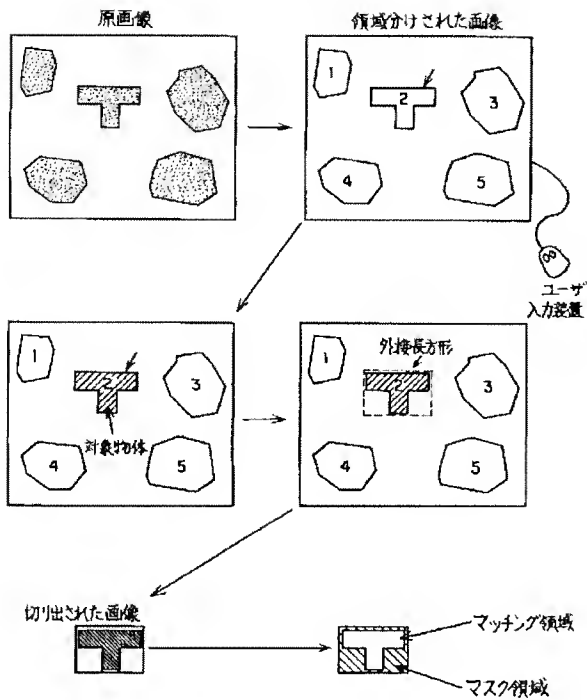 原画像
領域分けされた画像
1
2
3
4
5
ユーザ
入力装置
1
2
3
4
5
対象物体
外接長方形
1
2
3
4
5
切り出された画像
マッチング領域
マスク領域